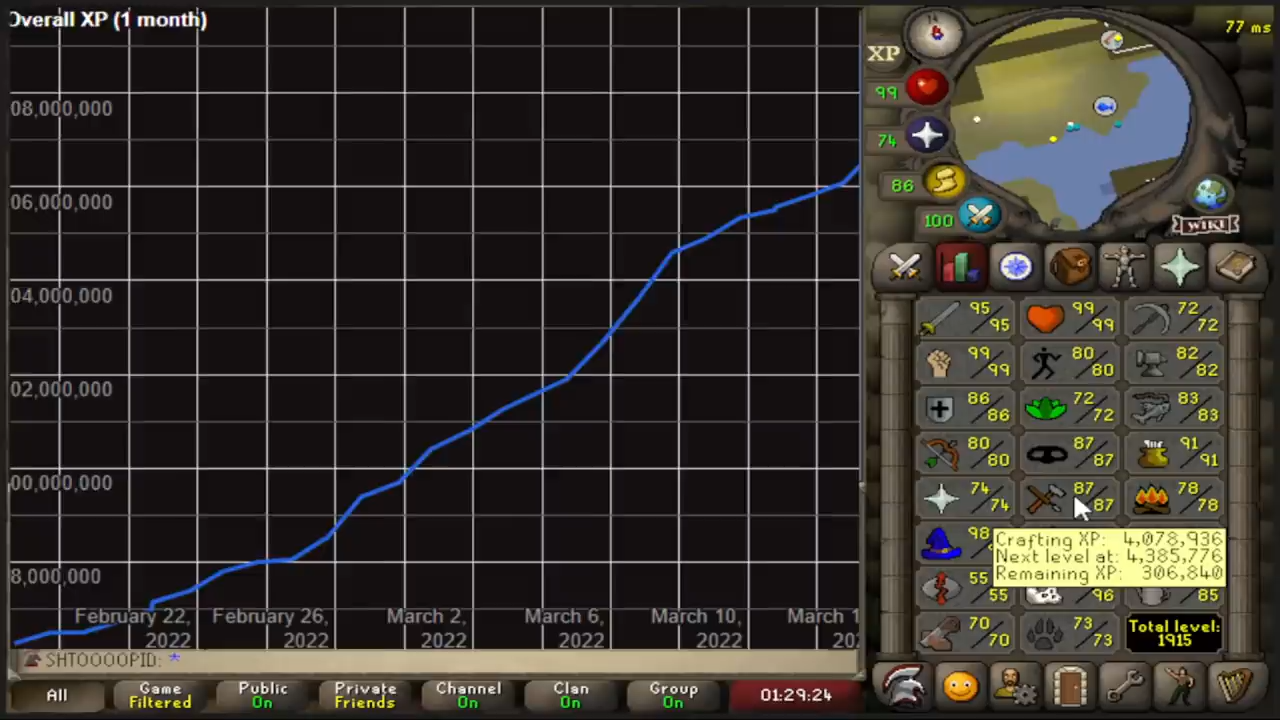 Overall XP (1 month)
08,000,000
06,000,000
04,000,000
02,000,000
00,000,000
8,000,000
February 22, 2022
February 26, 2022
March 2, 2022
March 6, 2022
March 10, 2022
March 1
202
SHTOOOOPID: *
All
Game
Filtered
Public
On
Private
Friends
Channel
On
Clan
On
Group
On
01:29:24
77 ms
XP
14
99
74
86
100
WIKI
95/95 99/99 72/72
99/99 80/80 82/82
86/86 72/72 83/83
80/80 87/87 91/91
74/74 87/87 78/78
98
Crafting XP: 4,078,936
Next level at: 4,385,776
Remaining XP: 306,840
55/55 96 85
70/70 73/73
Total level:
1915